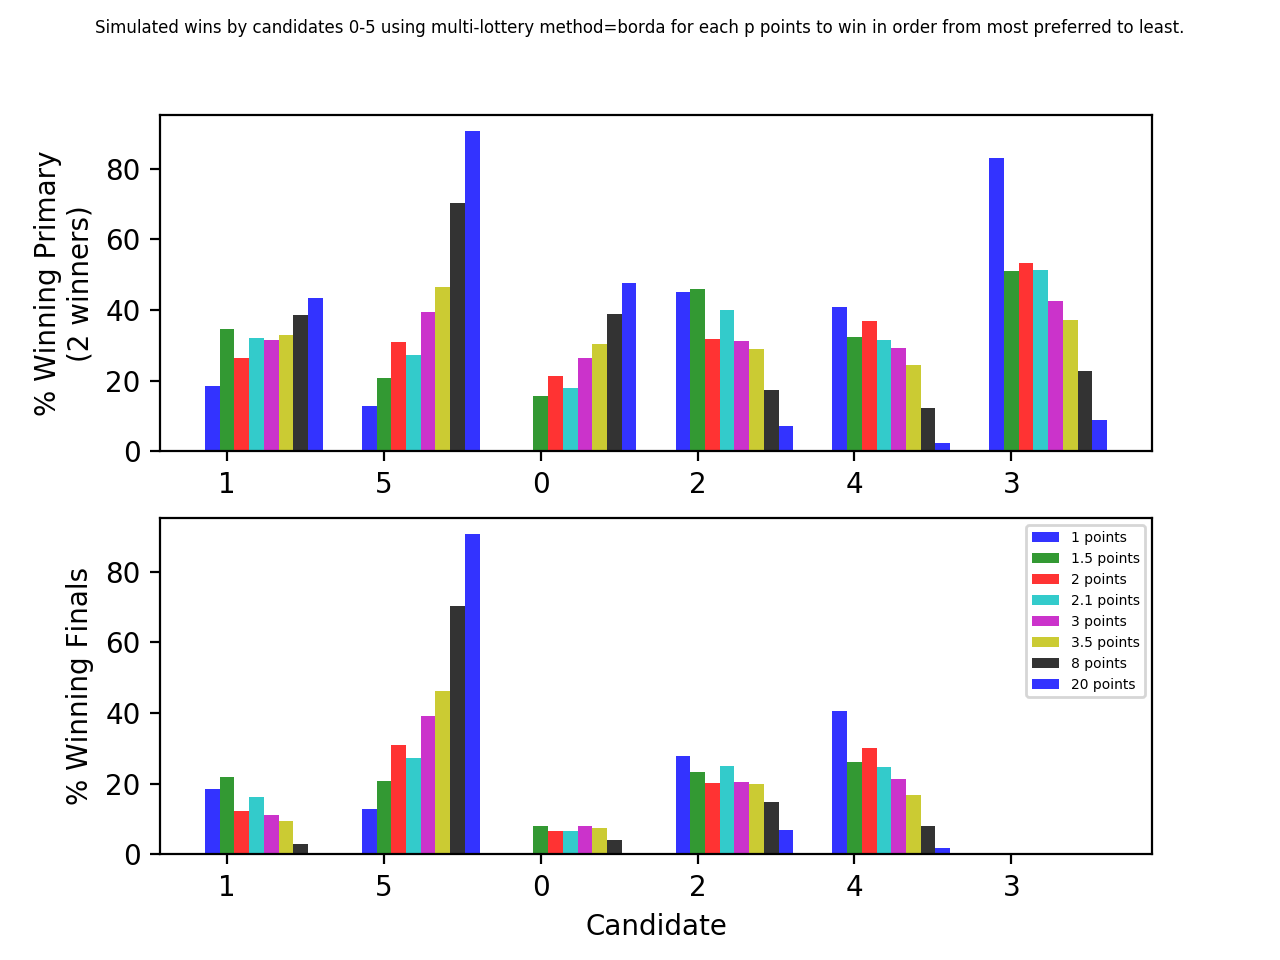 Simulated wins by candidates 0-5 using multi-lottery method=borda for each p points to win in order from most preferred to least.
% Winning Primary
(2 winners)
80
60
40
20
0
1 5 0 2 4 3
% Winning Finals
80
60
40
20
0
1 points
1.5 points
2 points
2.1 points
3 points
3.5 points
8 points
20 points
1 5 0 2 4 3
Candidate